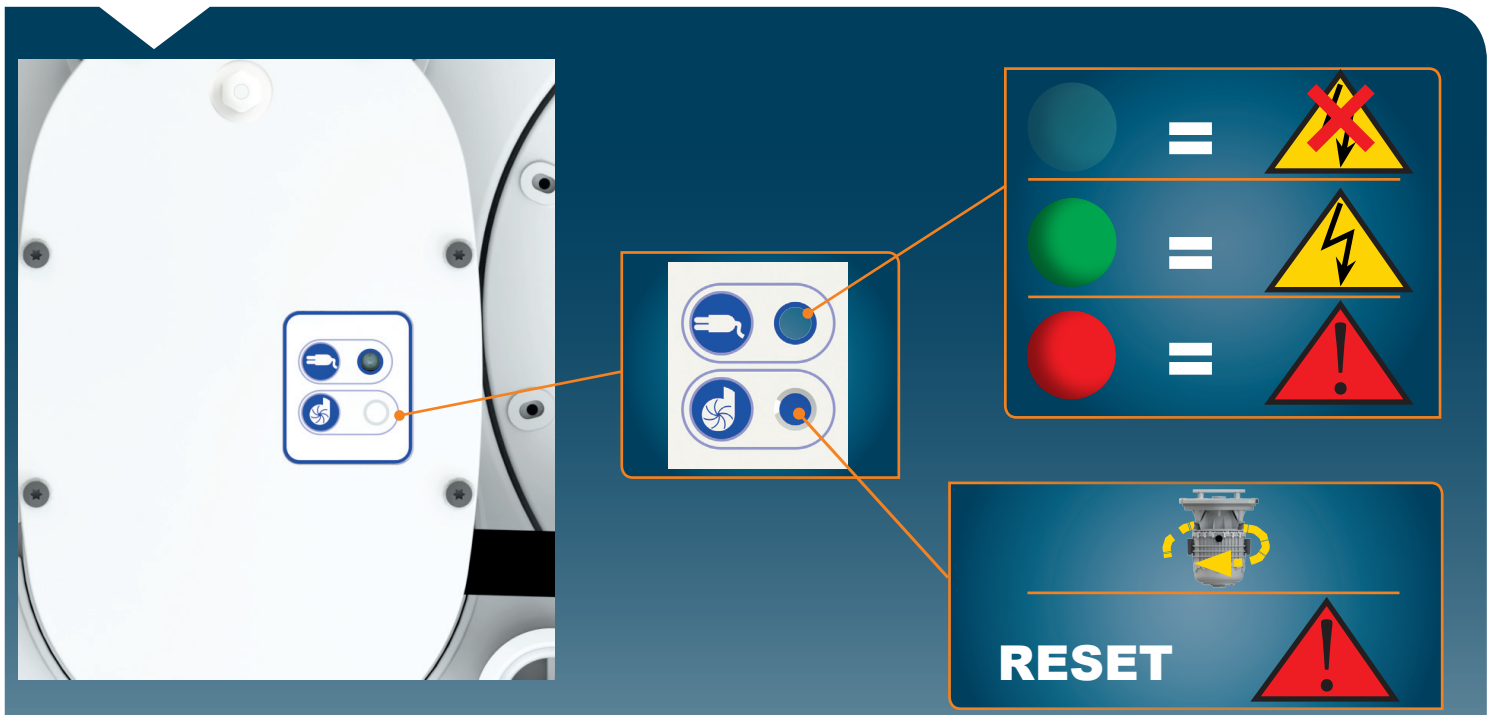 =
=
=
RESET